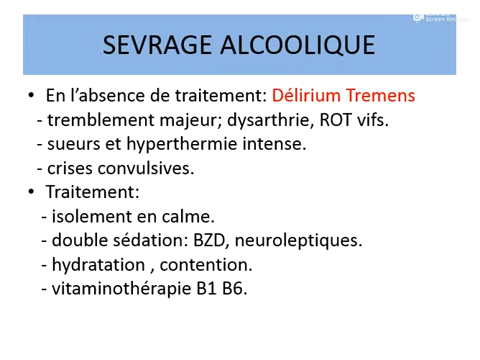 SEVRAGE ALCOOLIQUE
• En l’absence de traitement: Délirium Tremens
- tremblement majeur; dysarthrie, ROT vifs.
- sueurs et hyperthermie intense.
- crises convulsives.
• Traitement:
- isolement en calme.
- double sédation: BZD, neuroleptiques.
- hydratation , contention.
- vitaminothérapie B1 B6.